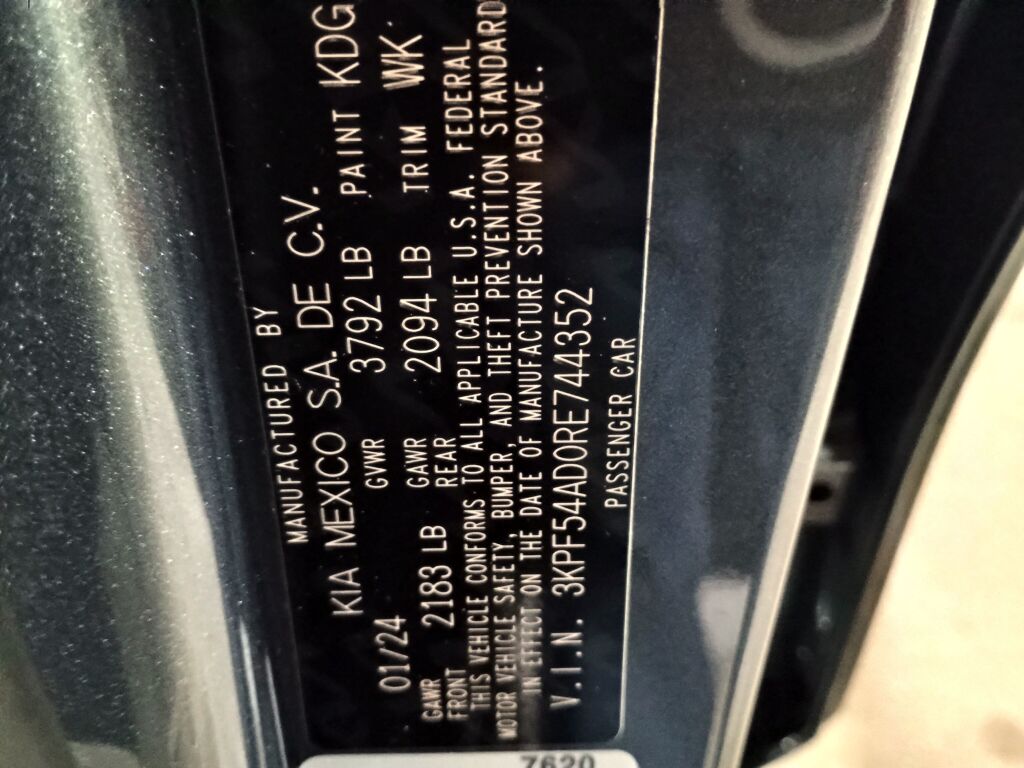 MANUFACTURED BY
KIA MEXICO S.A. DE C.V.
01/24 GVWR 3792 LB PAINT KDG
GAWR FRONT 2183 LB GAWR REAR 2094 LB TRIM WK
THIS VEHICLE CONFORMS TO ALL APPLICABLE U.S.A. FEDERAL
MOTOR VEHICLE SAFETY, BUMPER, AND THEFT PREVENTION STANDARD
IN EFFECT ON THE DATE OF MANUFACTURE SHOWN ABOVE.
V.I.N. 3KPF54AD0RE744352
PASSENGER CAR
7620